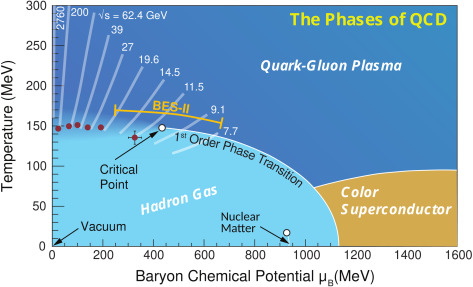 The Phases of QCD
300
250
200
150
100
50
0
Temperature (MeV)
2760
200
√s = 62.4 GeV
39
27
19.6
14.5
11.5
9.1
7.7
BES-II
Quark-Gluon Plasma
1st Order Phase Transition
Critical
Point
Hadron Gas
Color
Superconductor
Vacuum
Nuclear
Matter
0 200 400 600 800 1000 1200 1400 1600
Baryon Chemical Potential μB(MeV)